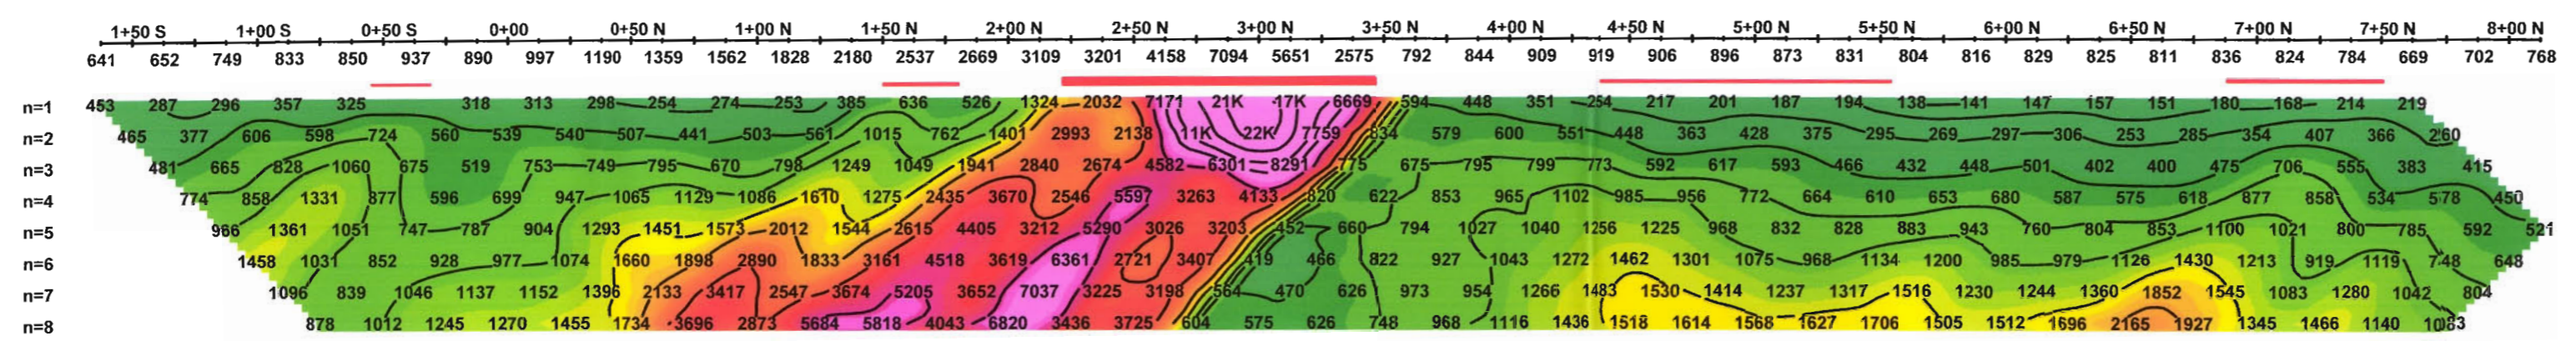 1+50 S 1+00 S 0+50 S 0+00 0+50 N 1+00 N 1+50 N 2+00 N 2+50 N 3+00 N 3+50 N 4+00 N 4+50 N 5+00 N 5+50 N 6+00 N 6+50 N 7+00 N 7+50 N 8+00 N
641 652 749 833 850 937 890 997 1190 1359 1562 1828 2180 2537 2669 3109 3201 4158 7094 5651 2575 792 844 909 919 906 896 873 831 804 816 829 825 811 836 824 784 669 702 768
n=1 453 287 296 357 325 318 313 298 254 274 253 385 636 526 1324 2032 7171 21K 17K 6669 594 448 351 254 217 201 187 194 138 141 147 157 151 180 168 214 219
n=2 465 377 606 598 724 560 539 540 507 441 503 561 1015 762 1401 2993 2138 11K 22K 7759 834 579 600 551 448 363 428 375 295 269 297 306 253 285 354 407 366 260
n=3 481 665 828 1060 675 519 753 749 795 670 798 1249 1049 1941 2840 2674 4582 6301 8291 775 675 795 799 773 592 617 593 466 432 448 501 402 400 475 706 555 383 415
n=4 774 858 1331 877 596 699 947 1065 1129 1086 1610 1275 2435 3670 2546 5597 3263 4133 820 622 853 965 1102 985 956 772 664 610 653 680 587 575 618 877 858 534 578 450
n=5 966 1361 1051 747 787 904 1293 1451 1573 2012 1544 2615 4405 3212 5290 3026 3203 452 660 794 1027 1040 1256 1225 968 832 828 883 943 760 804 853 1100 1021 800 785 592 521
n=6 1458 1031 852 928 977 1074 1660 1898 2890 1833 3161 4518 3619 6361 2721 3407 419 466 822 927 1043 1272 1462 1301 1075 968 1134 1200 985 979 1126 1430 1213 919 1119 748 648
n=7 1096 839 1046 1137 1152 1396 2133 3417 2547 3674 5205 3652 7037 3225 3198 564 470 626 973 954 1266 1483 1530 1414 1237 1317 1516 1230 1244 1360 1852 1545 1083 1280 1042 804
n=8 878 1012 1245 1270 1455 1734 3696 2873 5684 5818 4043 6820 3436 3725 604 575 626 748 968 1116 1436 1518 1614 1568 1627 1706 1505 1512 1696 2165 1927 1345 1466 1140 1083